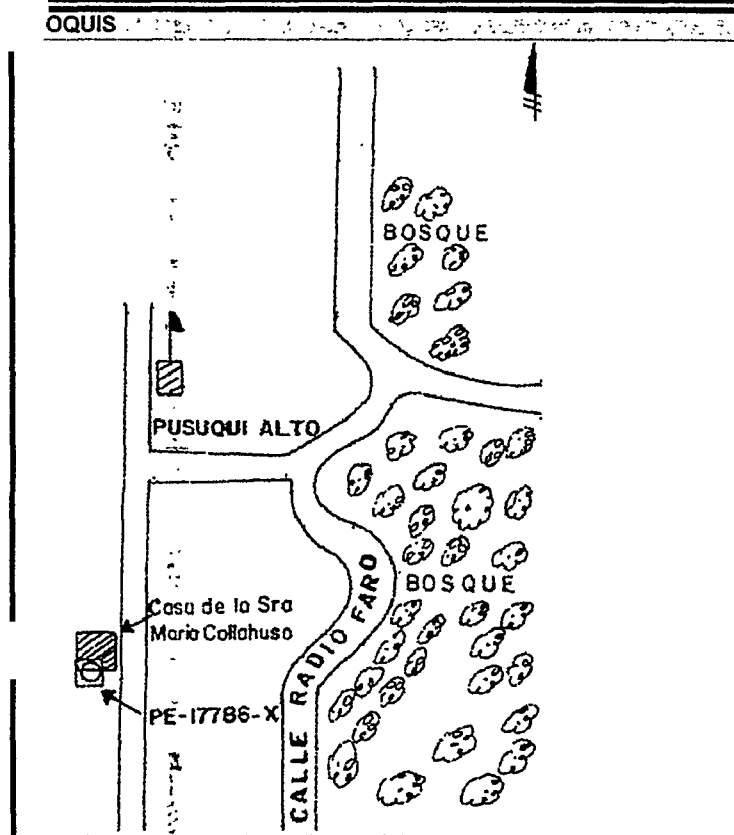 OQUIS
BOSQUE
PUSUQUI ALTO
BOSQUE
Casa de la Sra
Maria Collahuso
PE-17786-X
CALLE RADIO FARO